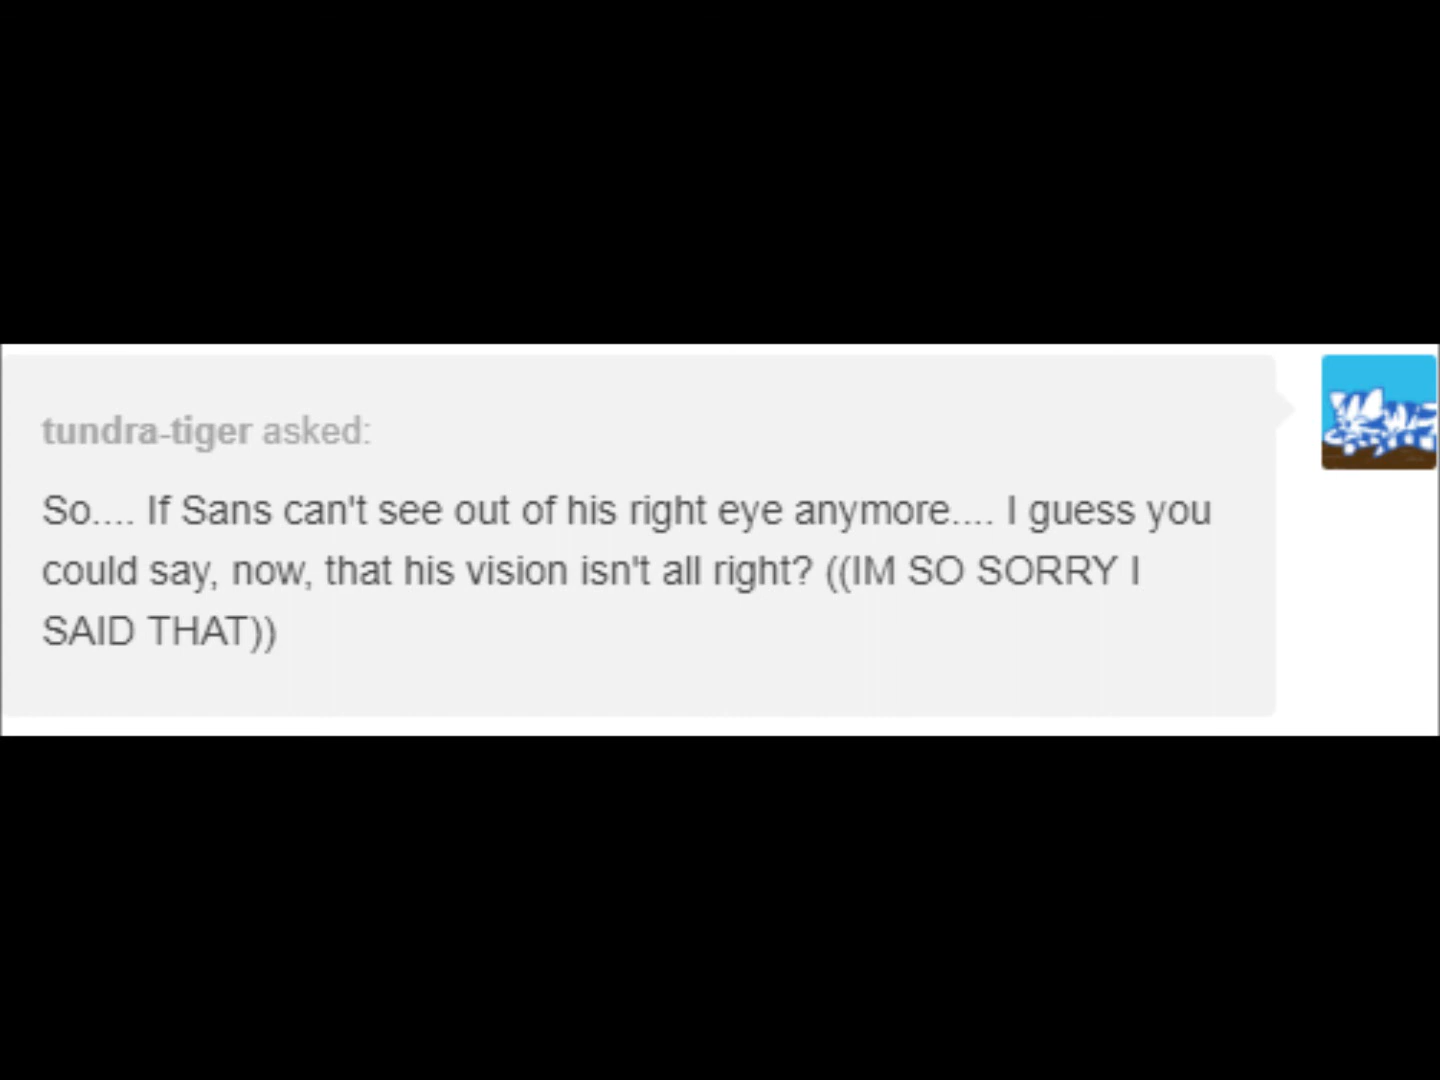 tundra-tiger asked:
So.... If Sans can't see out of his right eye anymore.... I guess you
could say, now, that his vision isn't all right? ((IM SO SORRY I
SAID THAT))